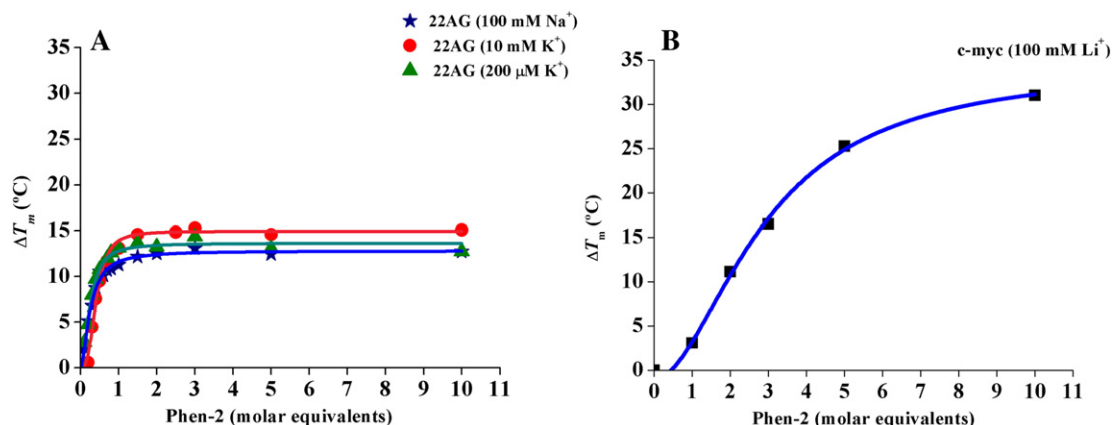 A
22AG (100 mM Na⁺)
22AG (10 mM K⁺)
22AG (200 μM K⁺)
35
30
25
20
15
10
5
0
ΔTₘ (ºC)
0 1 2 3 4 5 6 7 8 9 10 11
Phen-2 (molar equivalents)
B
c-myc (100 mM Li⁺)
35
30
25
20
15
10
5
0
ΔTₘ (ºC)
0 1 2 3 4 5 6 7 8 9 10 11
Phen-2 (molar equivalents)